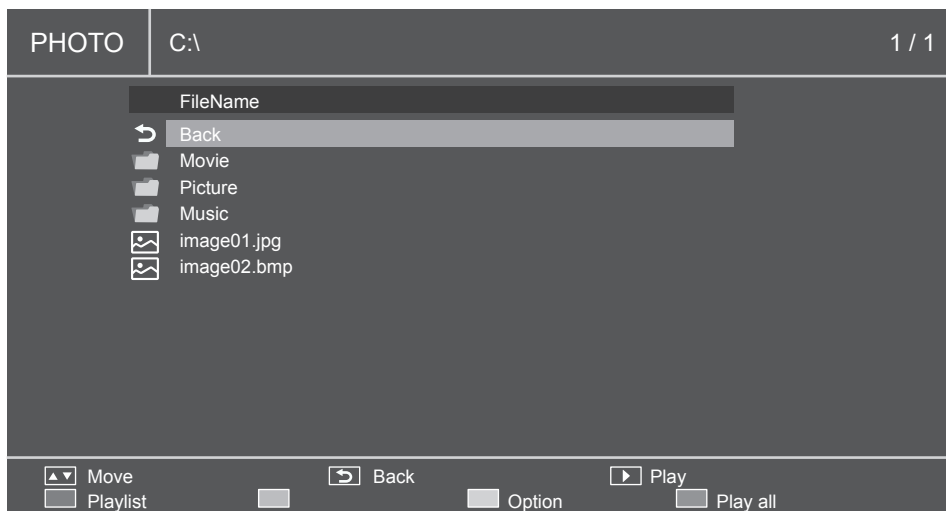 PHOTO C:\ 1 / 1
FileName
Back
Movie
Picture
Music
image01.jpg
image02.bmp
Move Back Play
Playlist Option Play all